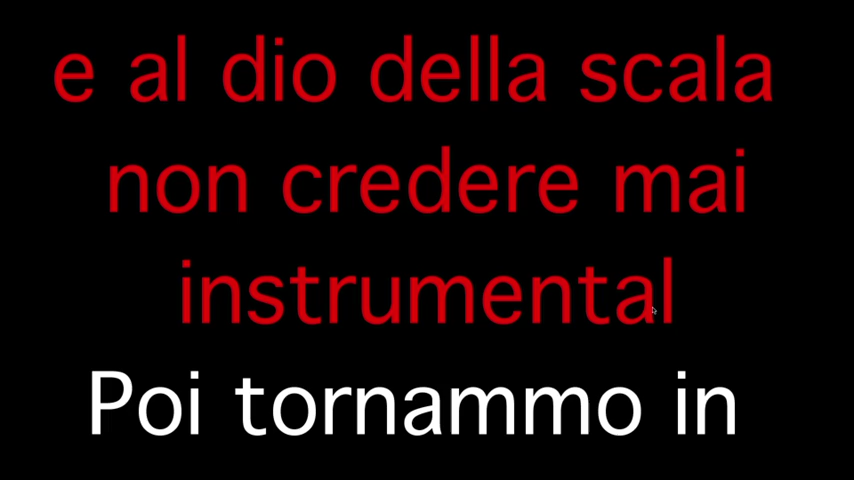 e al dio della scala
non credere mai
instrumental
Poi tornammo in